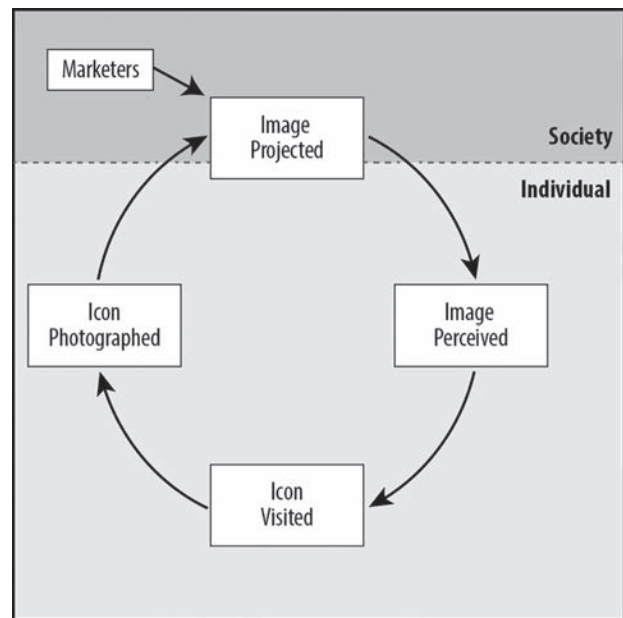 Marketers
Image
Projected
Society
Individual
Icon
Photographed
Image
Perceived
Icon
Visited